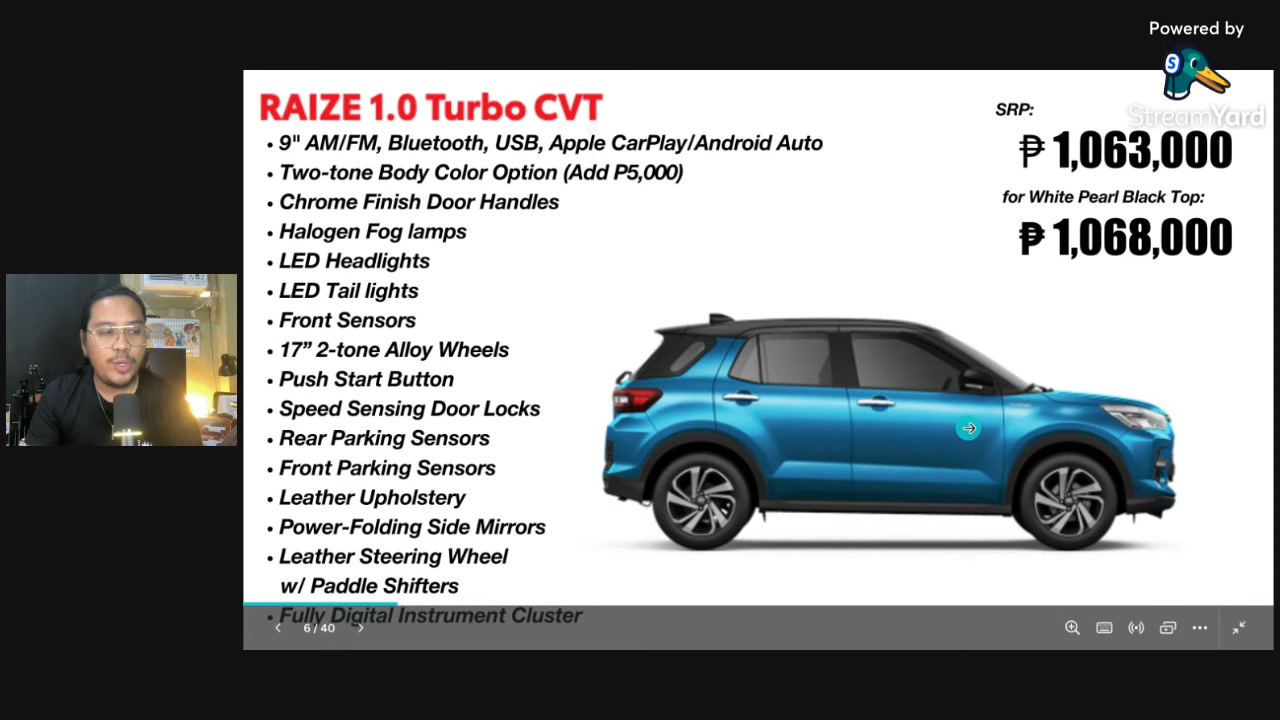 Powered by
StreamYard
RAIZE 1.0 Turbo CVT
• 9" AM/FM, Bluetooth, USB, Apple CarPlay/Android Auto
• Two-tone Body Color Option (Add P5,000)
• Chrome Finish Door Handles
• Halogen Fog lamps
• LED Headlights
• LED Tail lights
• Front Sensors
• 17” 2-tone Alloy Wheels
• Push Start Button
• Speed Sensing Door Locks
• Rear Parking Sensors
• Front Parking Sensors
• Leather Upholstery
• Power-Folding Side Mirrors
• Leather Steering Wheel
w/ Paddle Shifters
• Fully Digital Instrument Cluster
SRP:
₱ 1,063,000
for White Pearl Black Top:
₱ 1,068,000
6 / 40